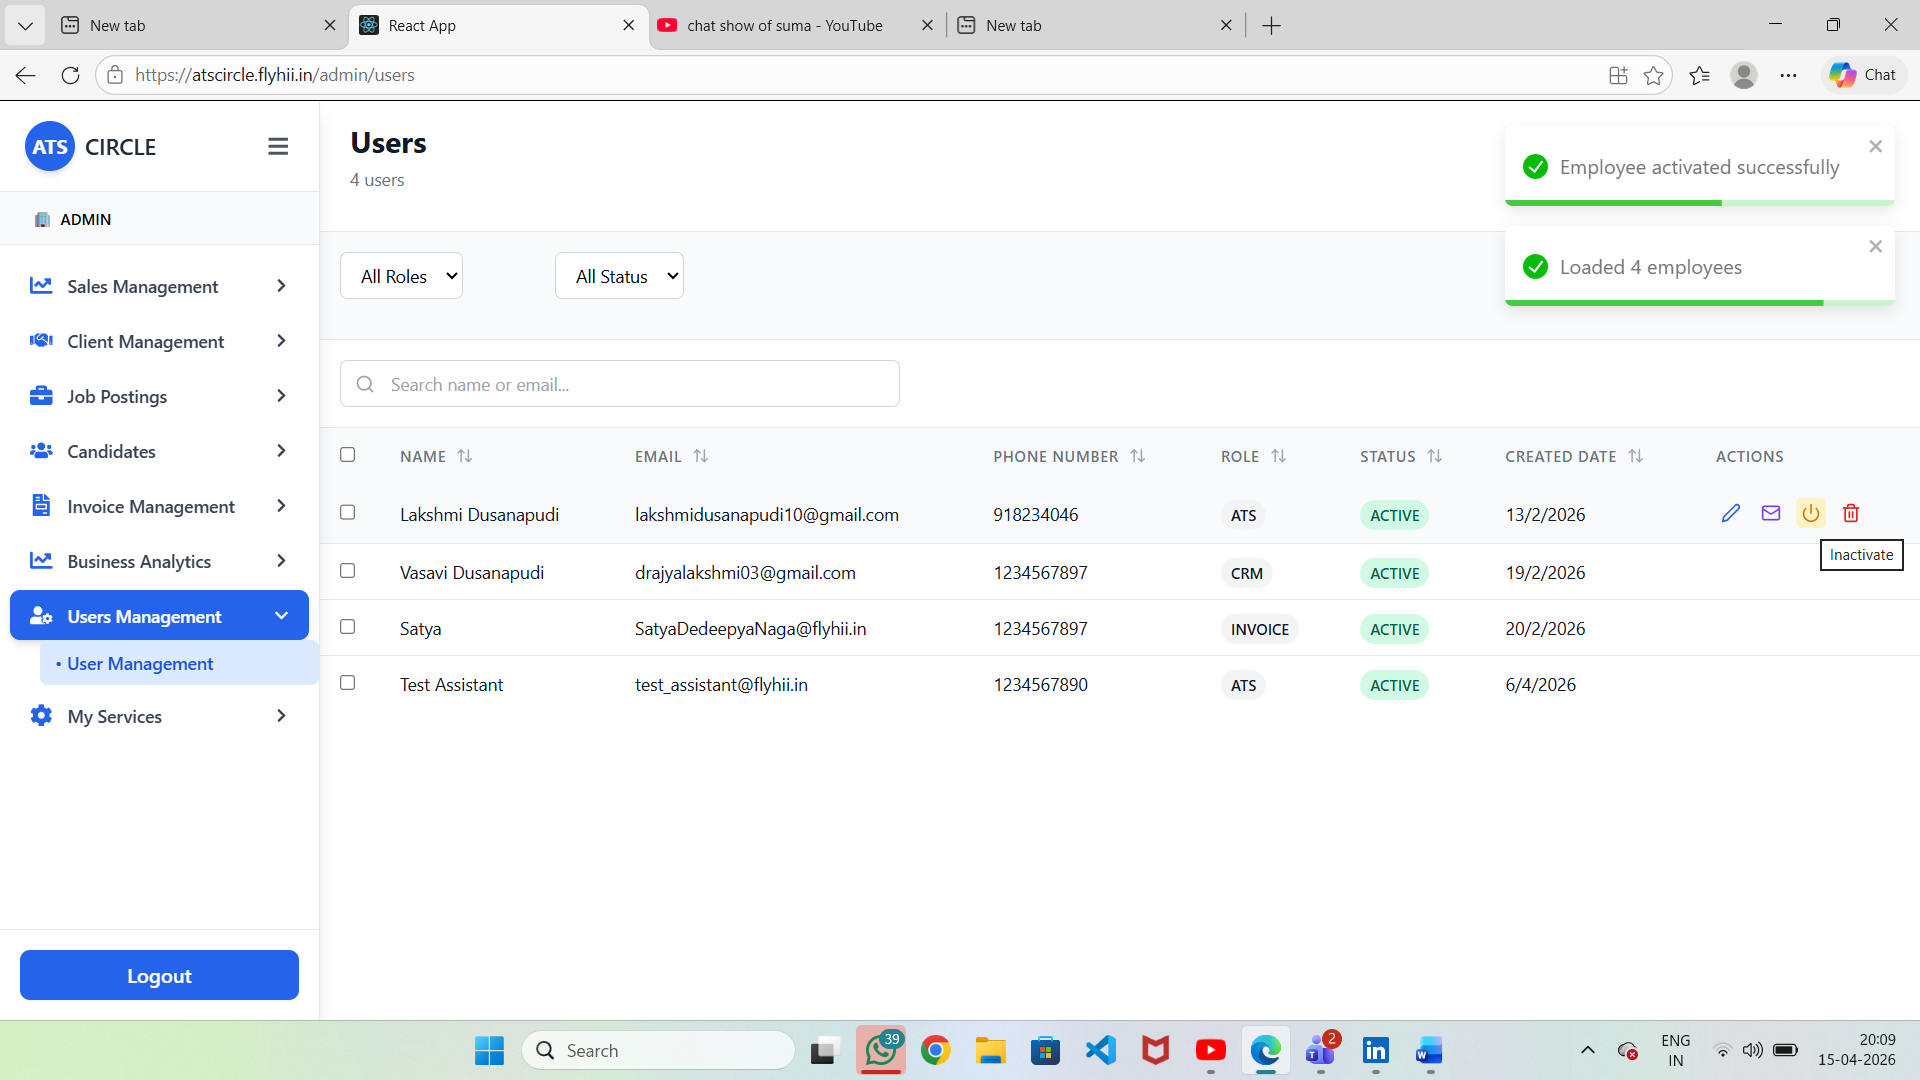 New tab
React App
chat show of suma - YouTube
New tab
https://atscircle.flyhii.in/admin/users
Chat
ATS CIRCLE
ADMIN
Sales Management
Client Management
Job Postings
Candidates
Invoice Management
Business Analytics
Users Management
• User Management
My Services
Logout
Users
4 users
Employee activated successfully
Loaded 4 employees
All Roles
All Status
Search name or email...
NAME EMAIL PHONE NUMBER ROLE STATUS CREATED DATE ACTIONS
Lakshmi Dusanapudi lakshmidusanapudi10@gmail.com 918234046 ATS ACTIVE 13/2/2026
Inactivate
Vasavi Dusanapudi drajyalakshmi03@gmail.com 1234567897 CRM ACTIVE 19/2/2026
Satya SatyaDedeepyaNaga@flyhii.in 1234567897 INVOICE ACTIVE 20/2/2026
Test Assistant test_assistant@flyhii.in 1234567890 ATS ACTIVE 6/4/2026
Search
39
2
ENG
IN
20:09
15-04-2026